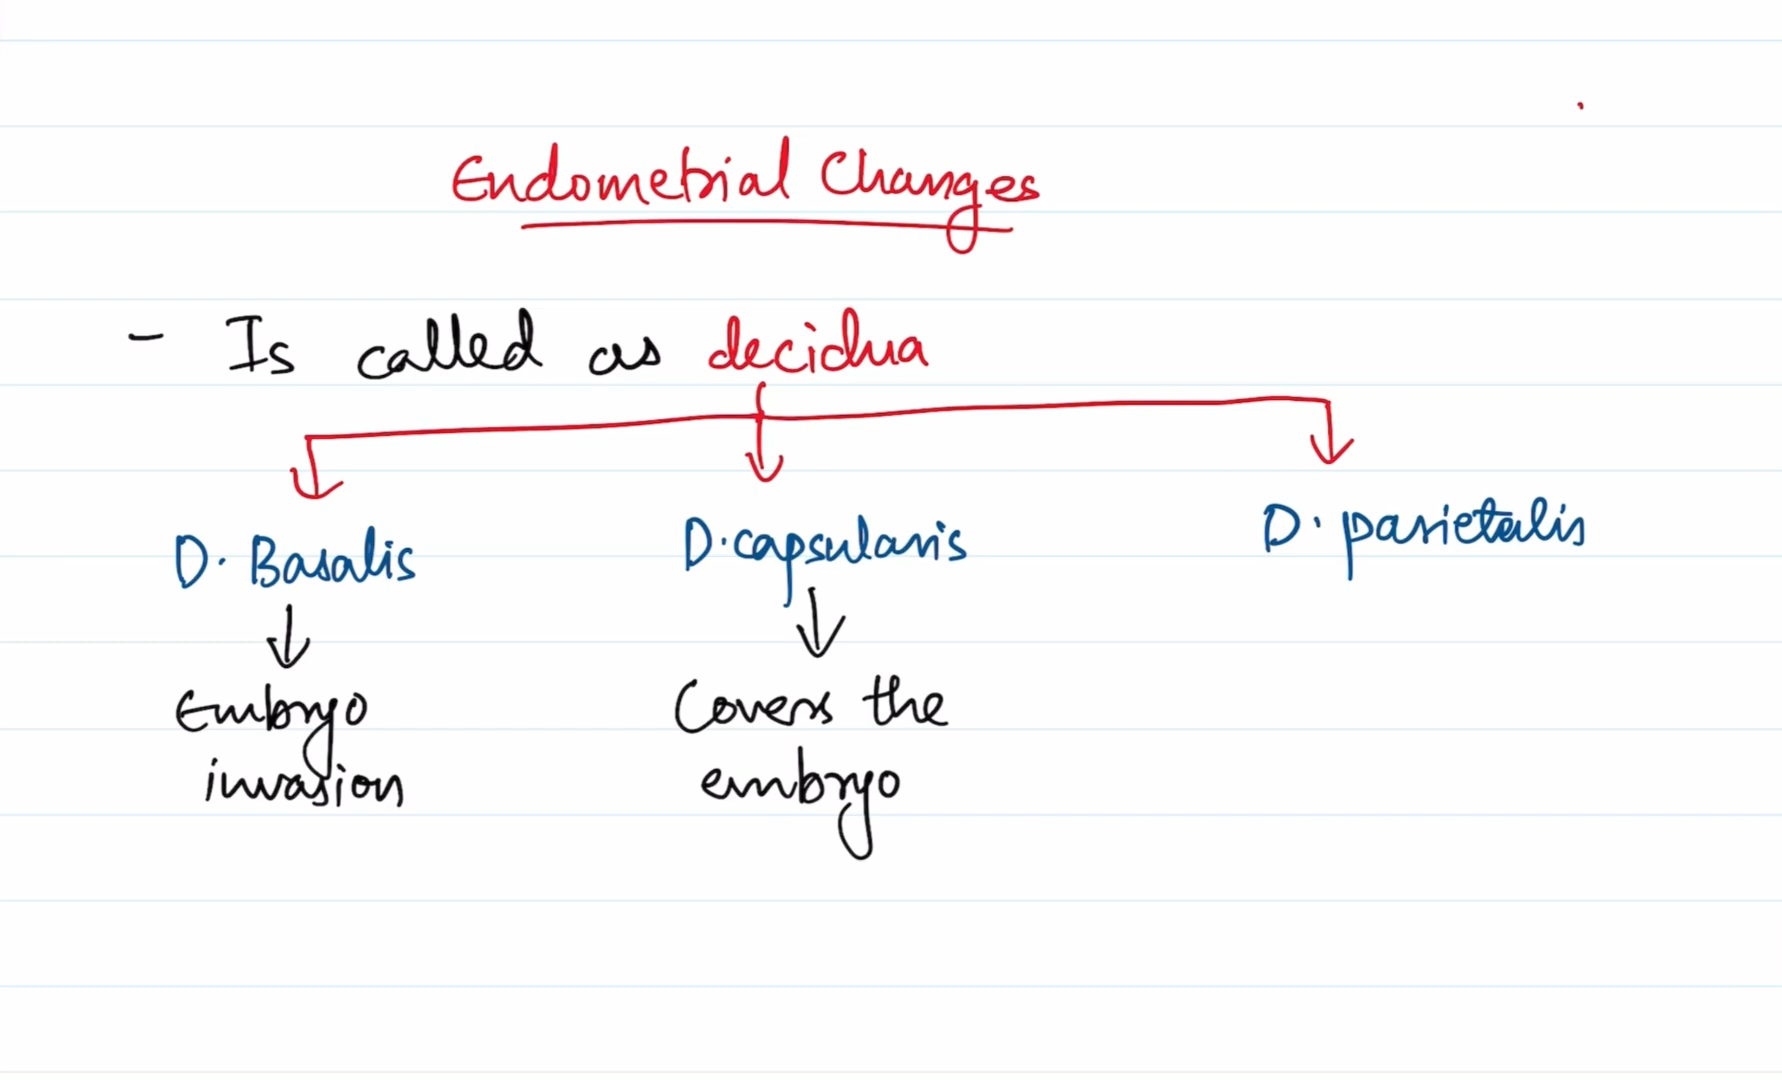 Endometrial Changes
- Is called as decidua
D. Basalis
D. capsularis
D. parietalis
Embryo
invasion
Covers the
embryo